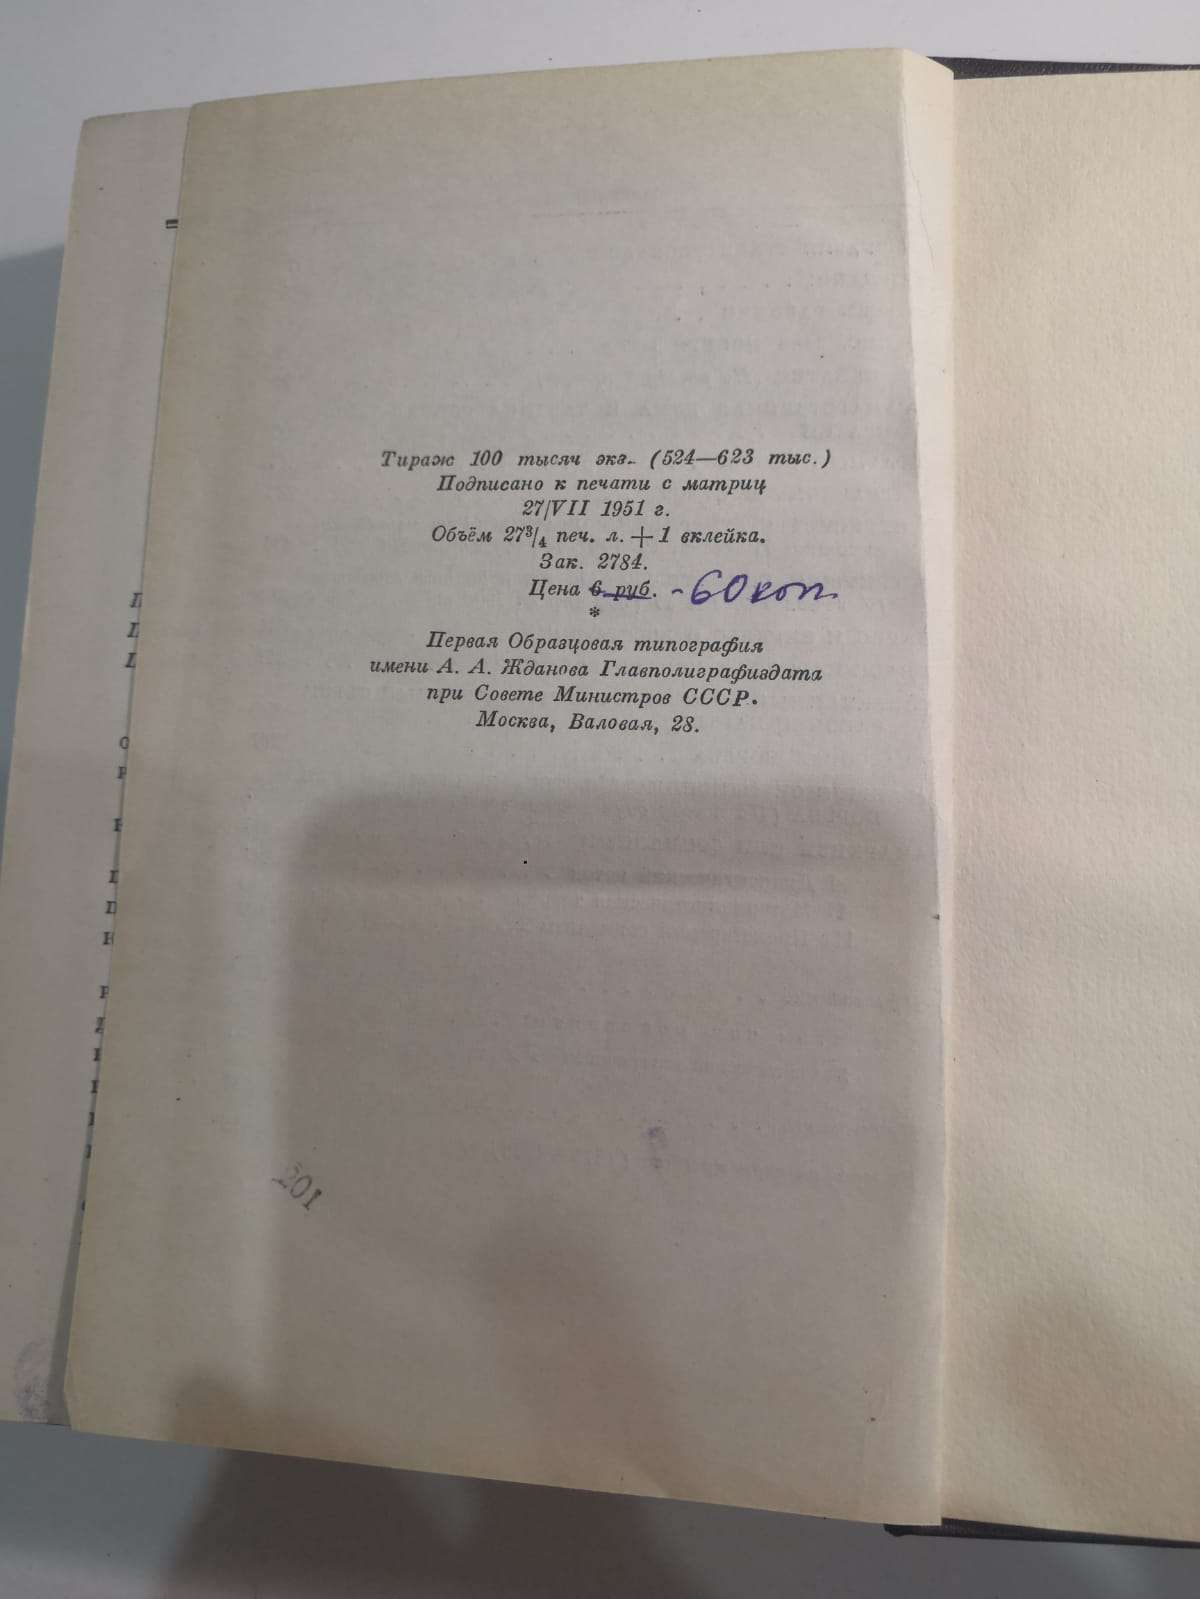 Тираж 100 тысяч экз. (524—623 тыс.)
Подписано к печати с матриц
27/VII 1951 г.
Объём 27³/₄ печ. л. + 1 вклейка.
Зак. 2784.
Цена 6 руб. - 60 коп.
*
Первая Образцовая типография
имени А. А. Жданова Главполиграфиздата
при Совете Министров СССР.
Москва, Валовая, 28.
201